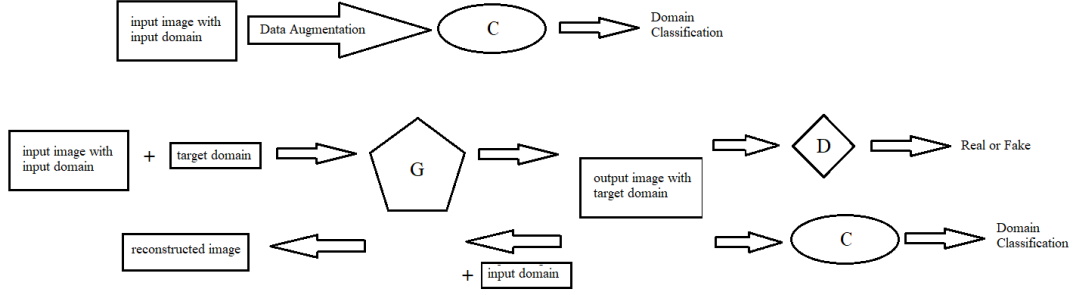 input image with
input domain
Data Augmentation
C
Domain
Classification
input image with
input domain
+
target domain
G
output image with
target domain
D
Real or Fake
reconstructed image
+
input domain
C
Domain
Classification